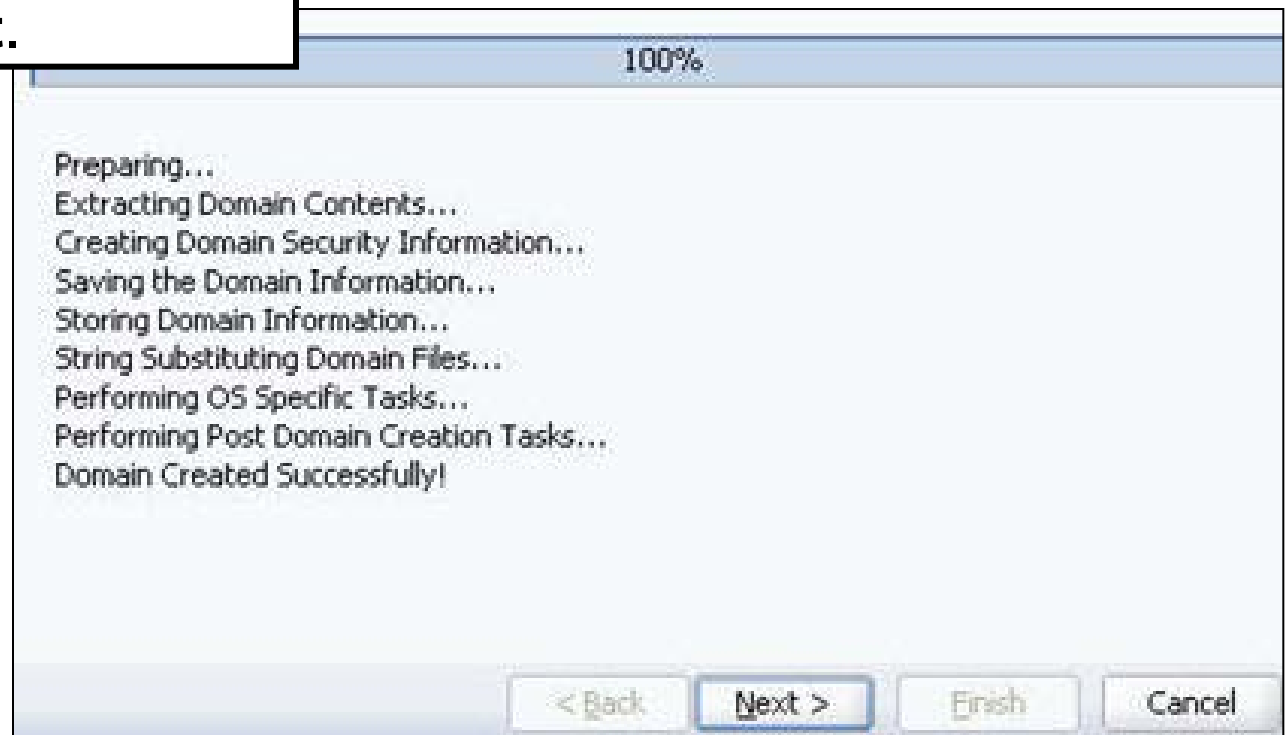 t.
100%
Preparing...
Extracting Domain Contents...
Creating Domain Security Information...
Saving the Domain Information...
Storing Domain Information...
String Substituting Domain Files...
Performing OS Specific Tasks...
Performing Post Domain Creation Tasks...
Domain Created Successfully!
< Back Next > Finish Cancel